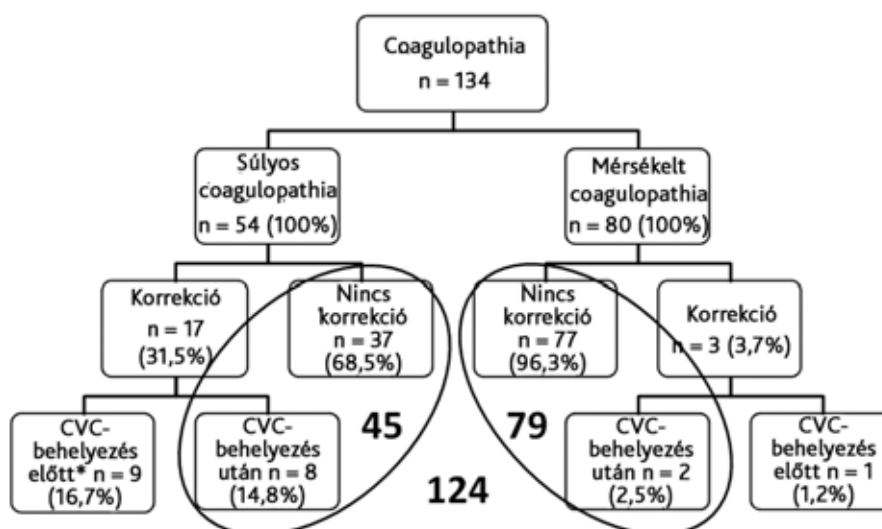 Coagulopathia
n = 134
Súlyos
coagulopathia
n = 54 (100%)
Mérsékelt
coagulopathia
n = 80 (100%)
Korrekció
n = 17
(31,5%)
Nincs
korrekció
n = 37
(68,5%)
Nincs
korrekció
n = 77
(96,3%)
Korrekció
n = 3 (3,7%)
CVC-
behelyezés
előtt* n = 9
(16,7%)
CVC-
behelyezés
után n = 8
(14,8%)
45
79
124
CVC-
behelyezés
után n = 2
(2,5%)
CVC-
behelyezés
előtt n = 1
(1,2%)